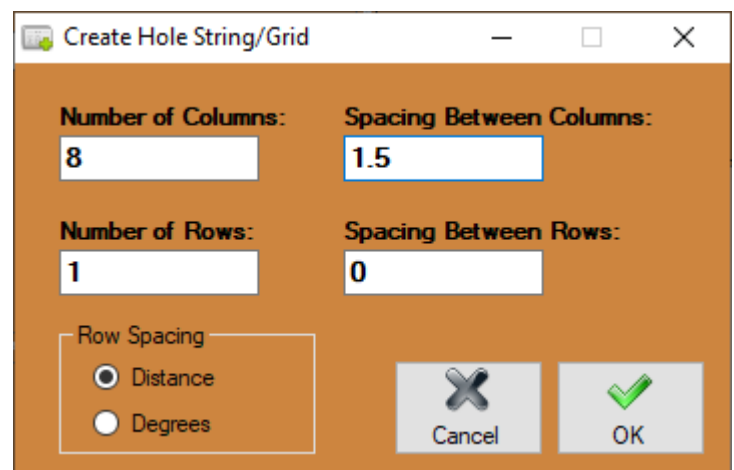 Create Hole String/Grid
Number of Columns: Spacing Between Columns:
8 1.5
Number of Rows: Spacing Between Rows:
1 0
Row Spacing
Distance
Degrees
Cancel OK